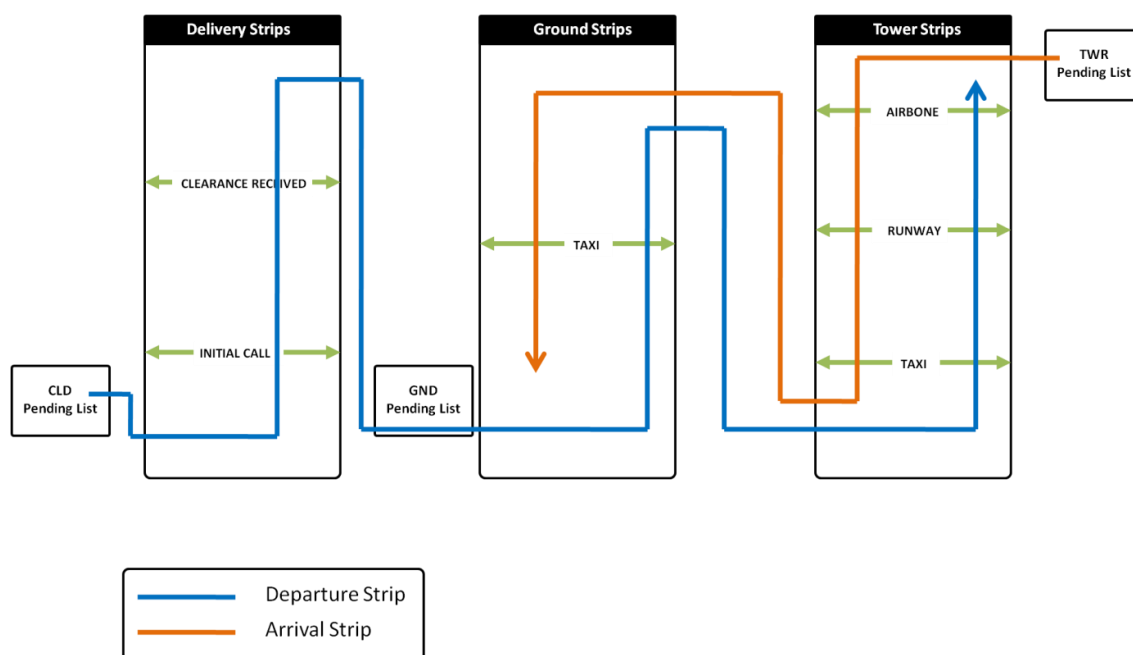 Delivery Strips
Ground Strips
Tower Strips
TWR
Pending List
AIRBONE
CLEARANCE RECEIVED
RUNWAY
TAXI
INITIAL CALL
TAXI
CLD
Pending List
GND
Pending List
Departure Strip
Arrival Strip